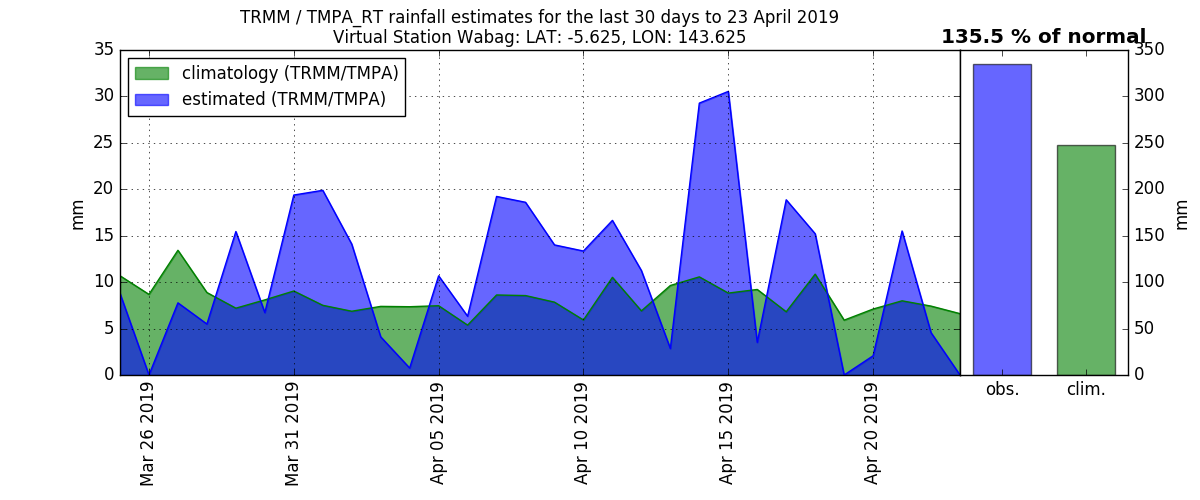 TRMM / TMPA_RT rainfall estimates for the last 30 days to 23 April 2019
Virtual Station Wabag: LAT: -5.625, LON: 143.625
135.5 % of normal
climatology (TRMM/TMPA)
estimated (TRMM/TMPA)
35
30
25
20
15
10
5
0
mm
350
300
250
200
150
100
50
0
mm
obs.
clim.
Mar 26 2019
Mar 31 2019
Apr 05 2019
Apr 10 2019
Apr 15 2019
Apr 20 2019